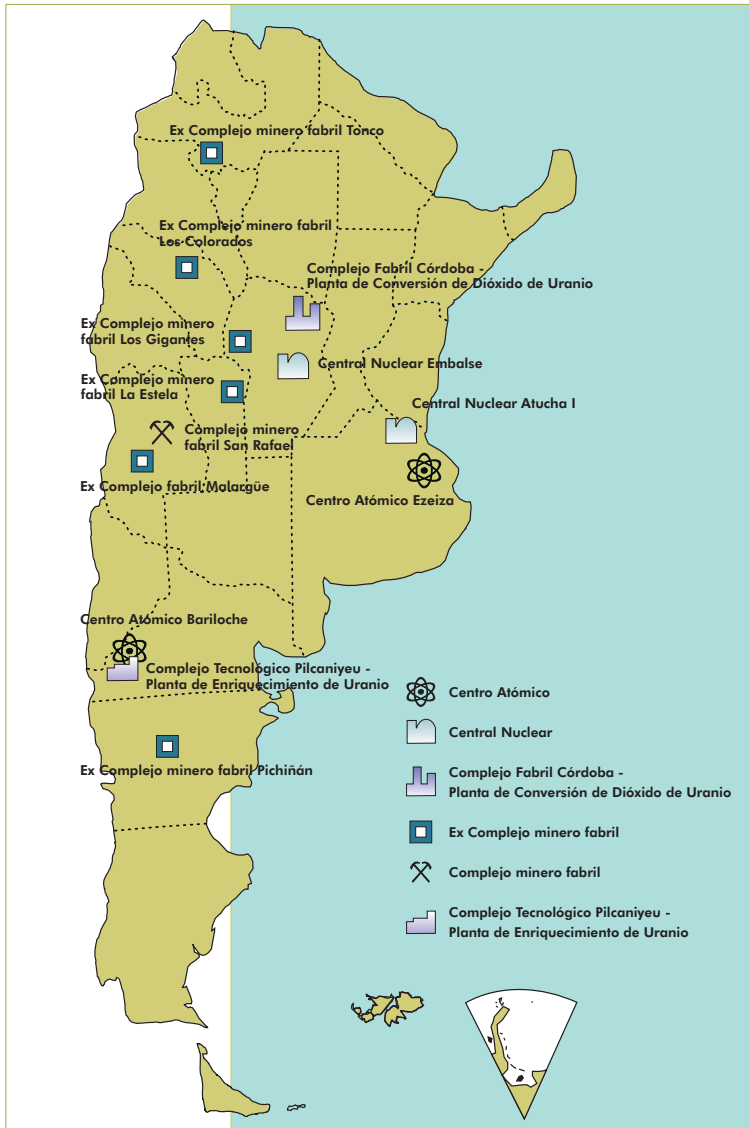 Ex Complejo minero fabril Tonco
Ex Complejo minero fabril
Los Colorados
Complejo Fabril Córdoba -
Planta de Conversión de Dióxido de Uranio
Ex Complejo minero
fabril Los Gigantes
Central Nuclear Embalse
Ex Complejo minero
fabril La Estela
Central Nuclear Atucha I
Complejo minero
fabril San Rafael
Ex Complejo fabril Malargüe
Centro Atómico Ezeiza
Centro Atómico Bariloche
Complejo Tecnológico Pilcaniyeu -
Planta de Enriquecimiento de Uranio
Ex Complejo minero fabril Pichiñán
Centro Atómico
Central Nuclear
Complejo Fabril Córdoba -
Planta de Conversión de Dióxido de Uranio
Ex Complejo minero fabril
Complejo minero fabril
Complejo Tecnológico Pilcaniyeu -
Planta de Enriquecimiento de Uranio